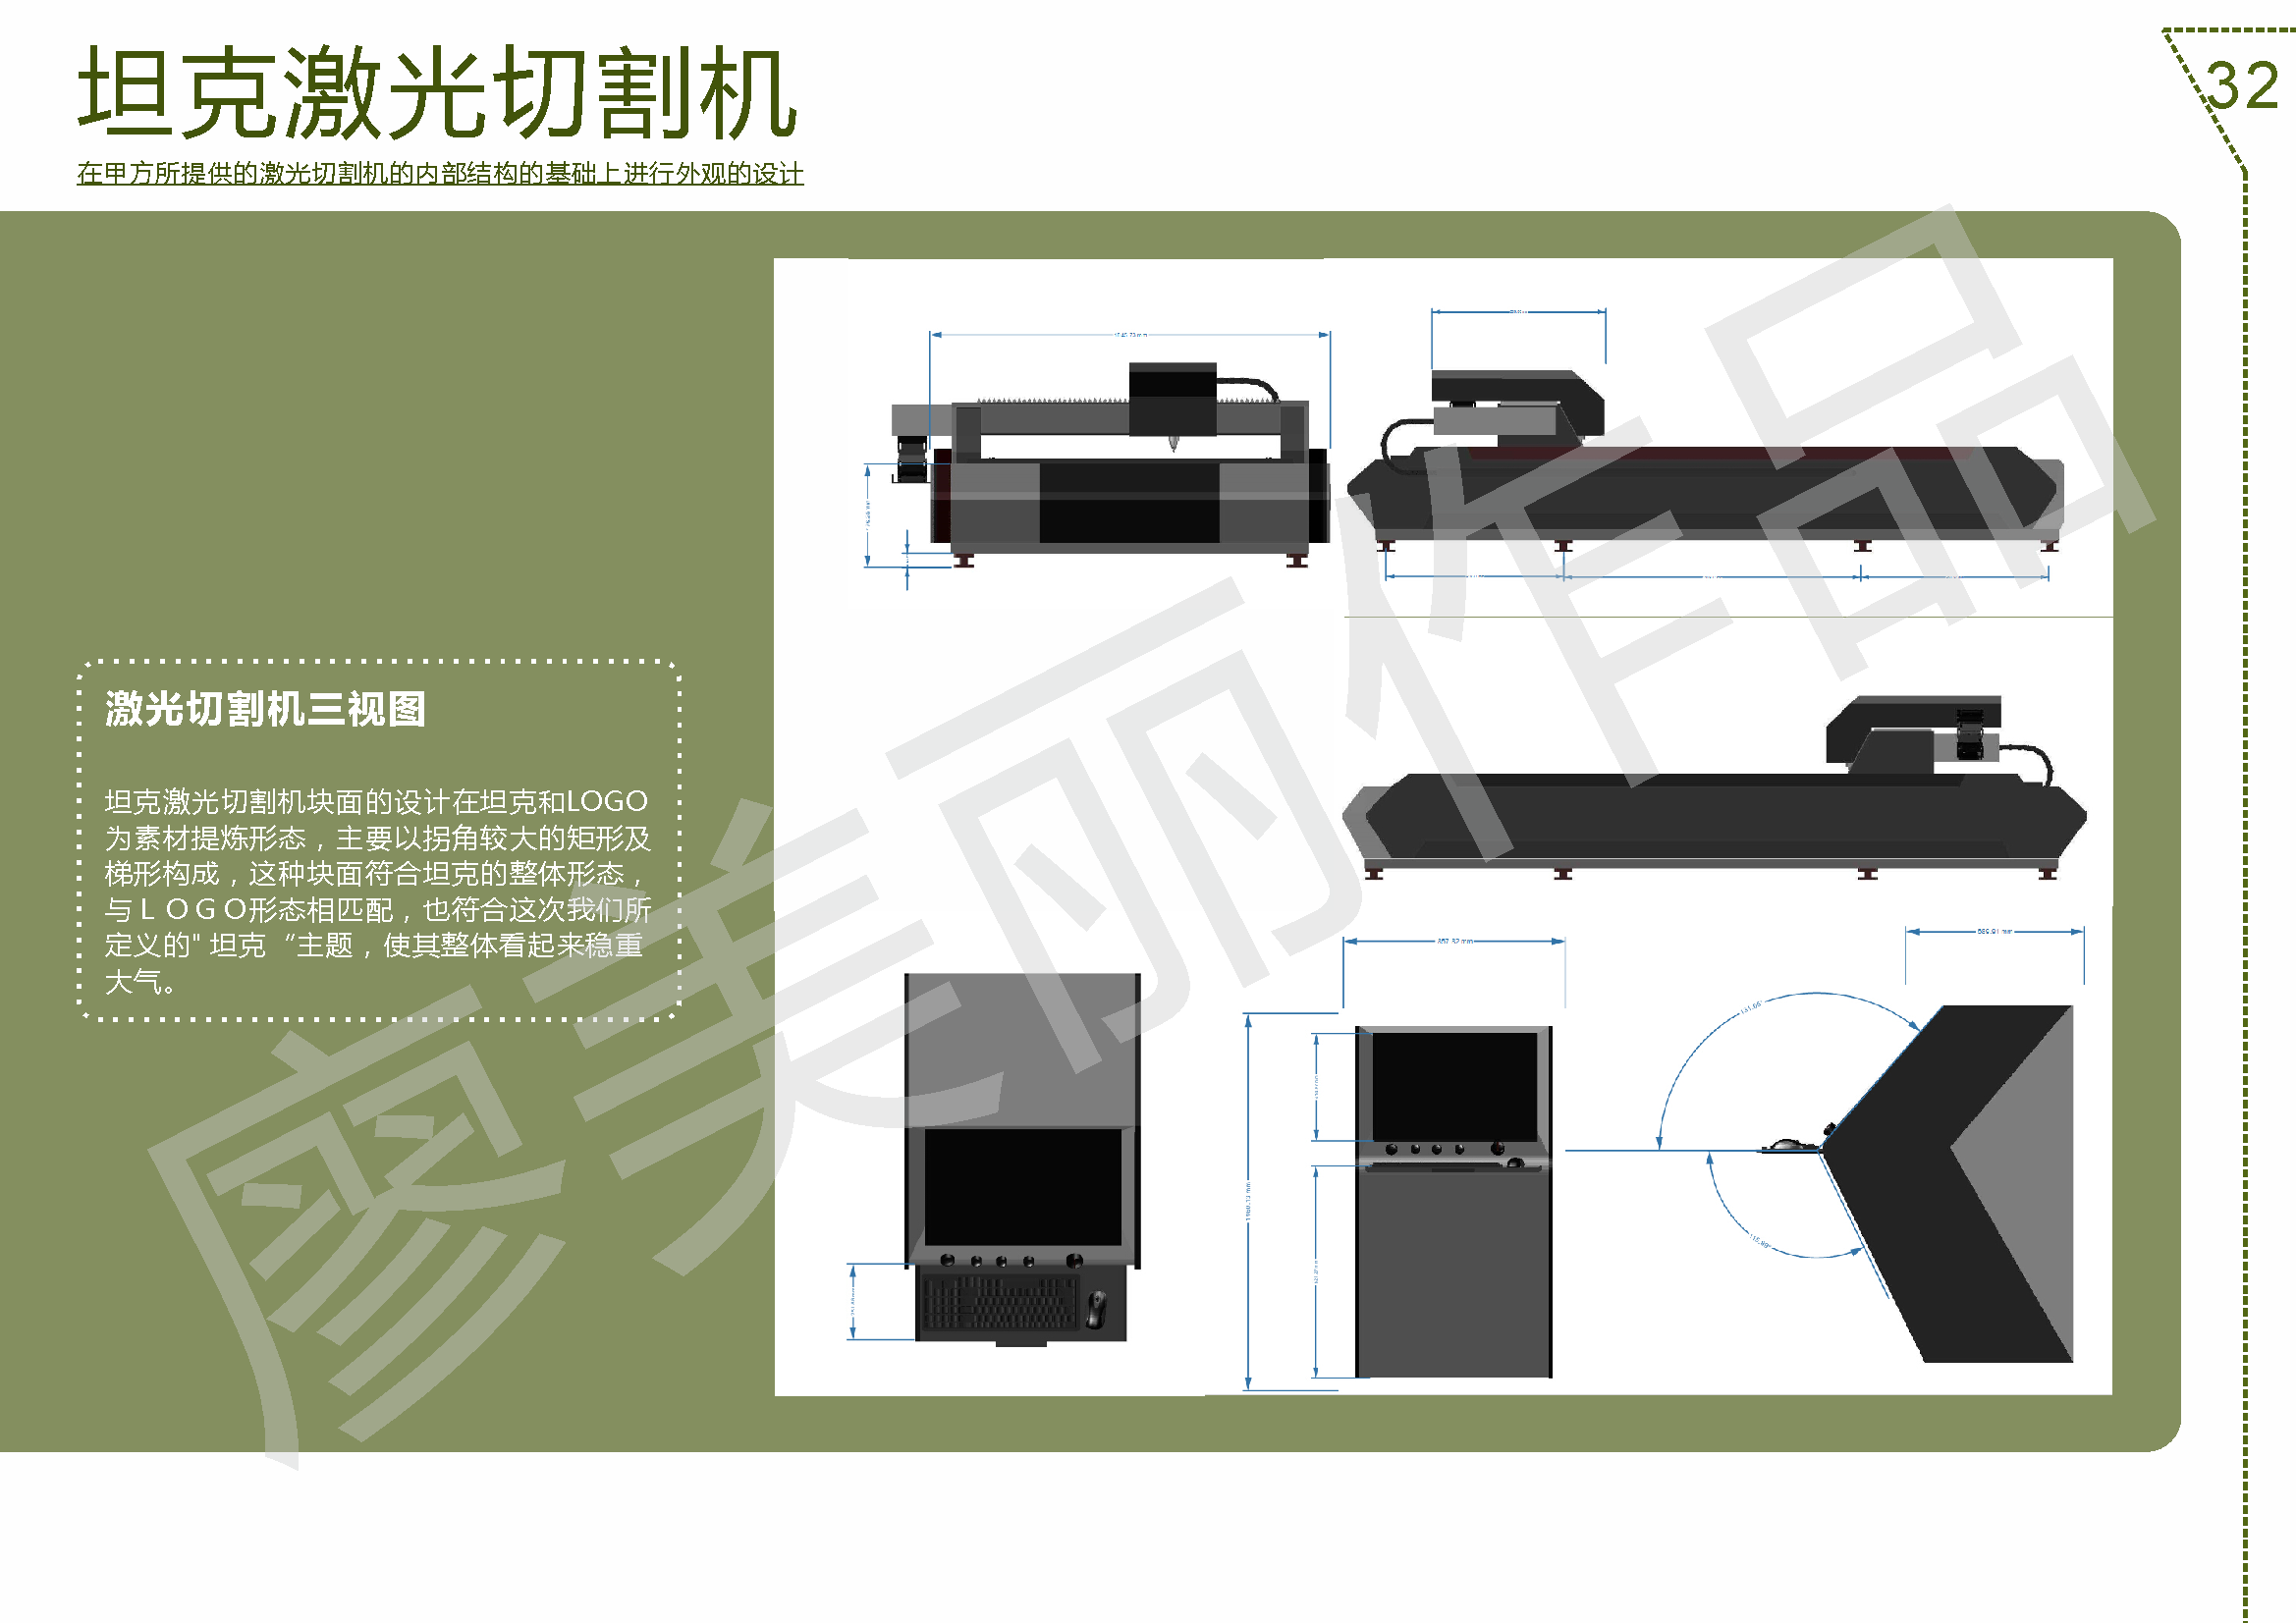 坦克激光切割机
在甲方所提供的激光切割机的内部结构的基础上进行外观的设计
32
激光切割机三视图
坦克激光切割机块面的设计在坦克和LOGO
为素材提炼形态，主要以拐角较大的矩形及
梯形构成，这种块面符合坦克的整体形态，
与 L O G O形态相匹配，也符合这次我们所
定义的" 坦克 “主题，使其整体看起来稳重
大气。
廖美丽作品